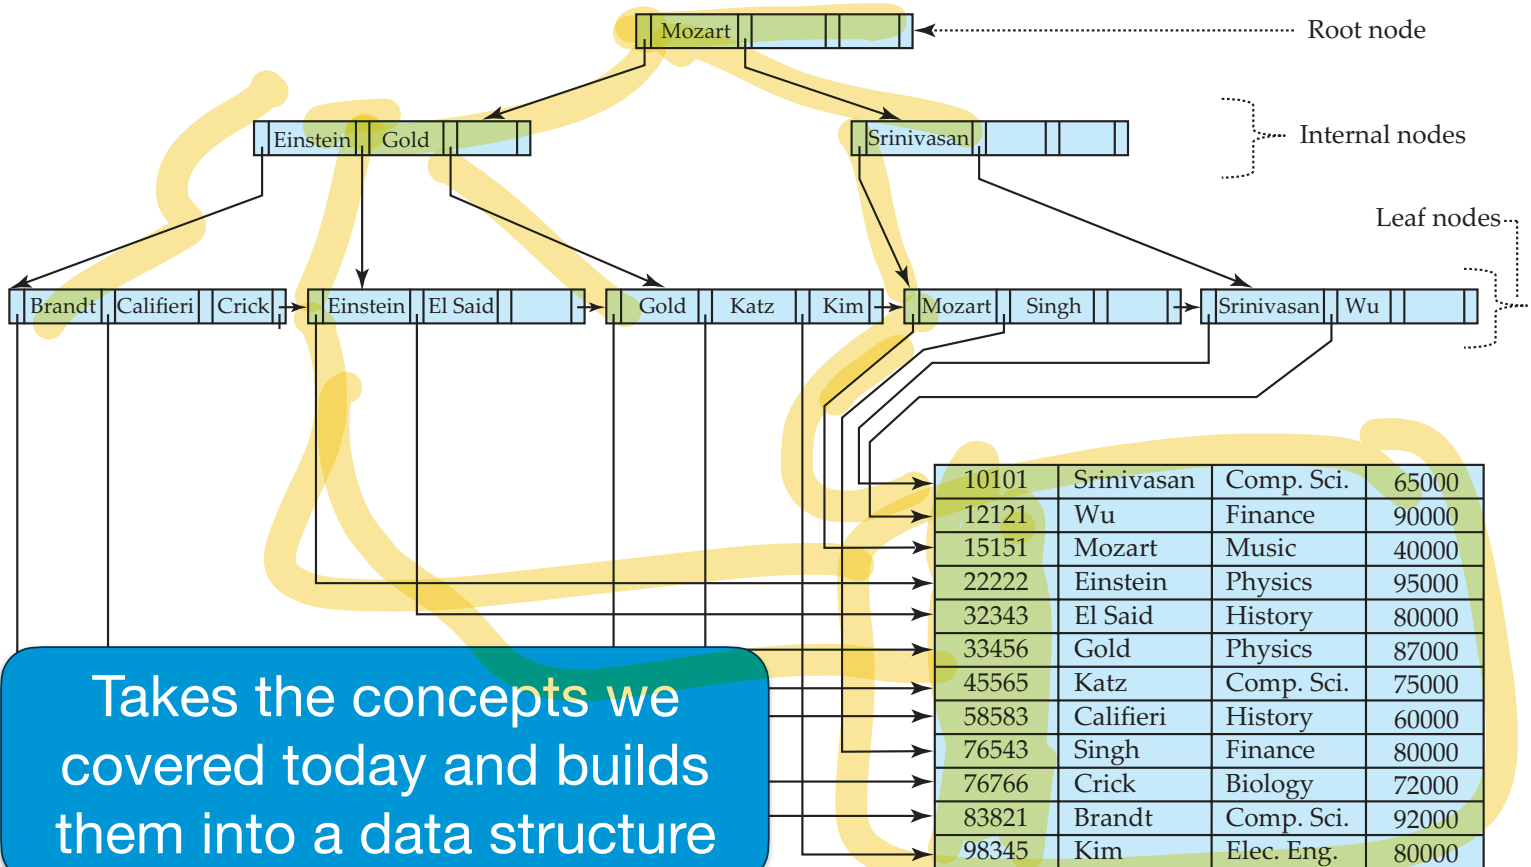 Mozart
Root node
Einstein Gold
Srinivasan
Internal nodes
Leaf nodes
Brandt Califieri Crick
Einstein El Said
Gold Katz Kim
Mozart Singh
Srinivasan Wu
10101 Srinivasan Comp. Sci. 65000
12121 Wu Finance 90000
15151 Mozart Music 40000
22222 Einstein Physics 95000
32343 El Said History 80000
33456 Gold Physics 87000
45565 Katz Comp. Sci. 75000
58583 Califieri History 60000
76543 Singh Finance 80000
76766 Crick Biology 72000
83821 Brandt Comp. Sci. 92000
98345 Kim Elec. Eng. 80000
Takes the concepts we
covered today and builds
them into a data structure